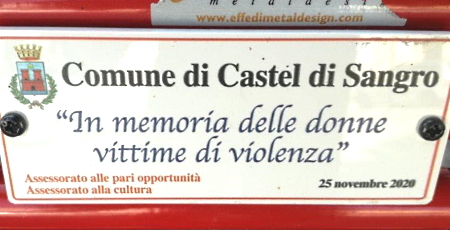 metaldes
www.effedimetaldesign.com
Comune di Castel di Sangro
"In memoria delle donne
vittime di violenza"
Assessorato alle pari opportunità
Assessorato alla cultura
25 novembre 2020